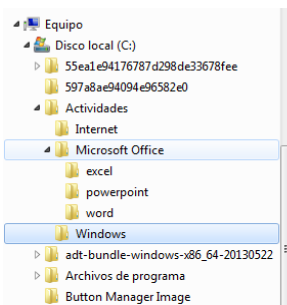 Equipo
Disco local (C:)
55ea1e94176787d298de33678fee
597a8ae94094e96582e0
Actividades
Internet
Microsoft Office
excel
powerpoint
word
Windows
adt-bundle-windows-x86_64-20130522
Archivos de programa
Button Manager Image